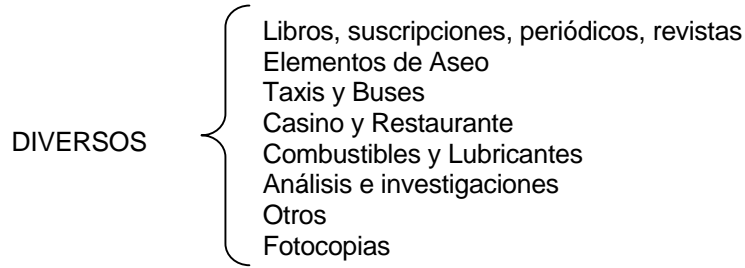 DIVERSOS
Libros, suscripciones, periódicos, revistas
Elementos de Aseo
Taxis y Buses
Casino y Restaurante
Combustibles y Lubricantes
Análisis e investigaciones
Otros
Fotocopias